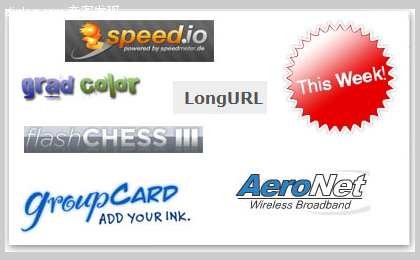 speed.io
powered by speedmeter.de
grad color
LongURL
This Week!
flashCHESS III
groupCARD
ADD YOUR INK.
AeroNet
Wireless Broadband